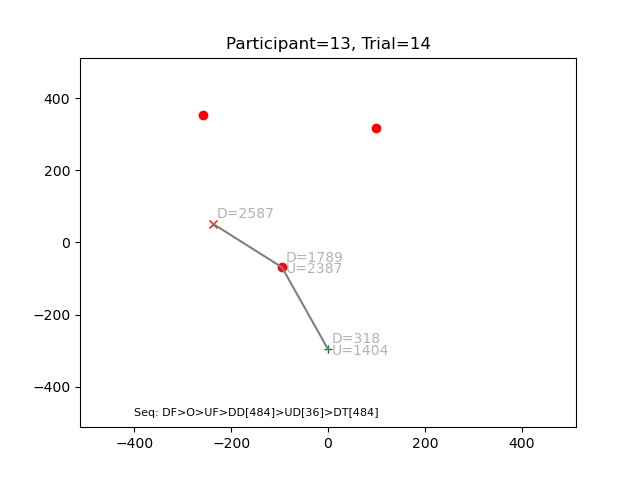 Participant=13, Trial=14
400
200
0
−200
−400
D=2587
D=1789
U=2387
D=318
U=1404
Seq: DF>O>UF>DD[484]>UD[36]>DT[484]
−400 −200 0 200 400